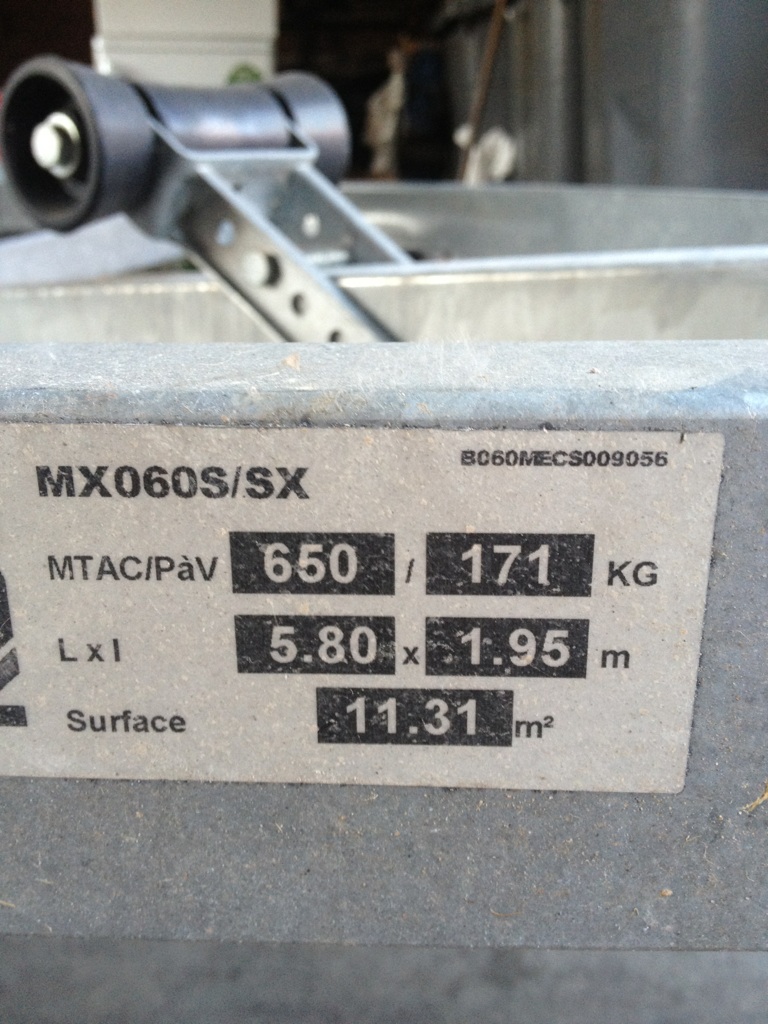 MX060S/SX B060MECS009056
MTAC/PàV 650 / 171 KG
L x l 5.80 x 1.95 m
Surface 11.31 m²